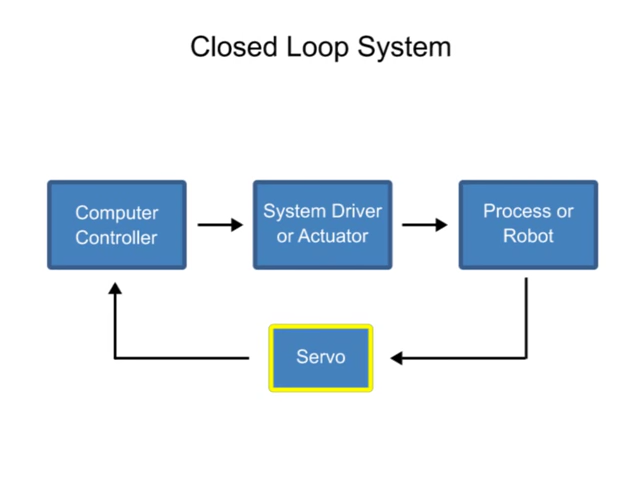 Closed Loop System
Computer
Controller
System Driver
or Actuator
Process or
Robot
Servo